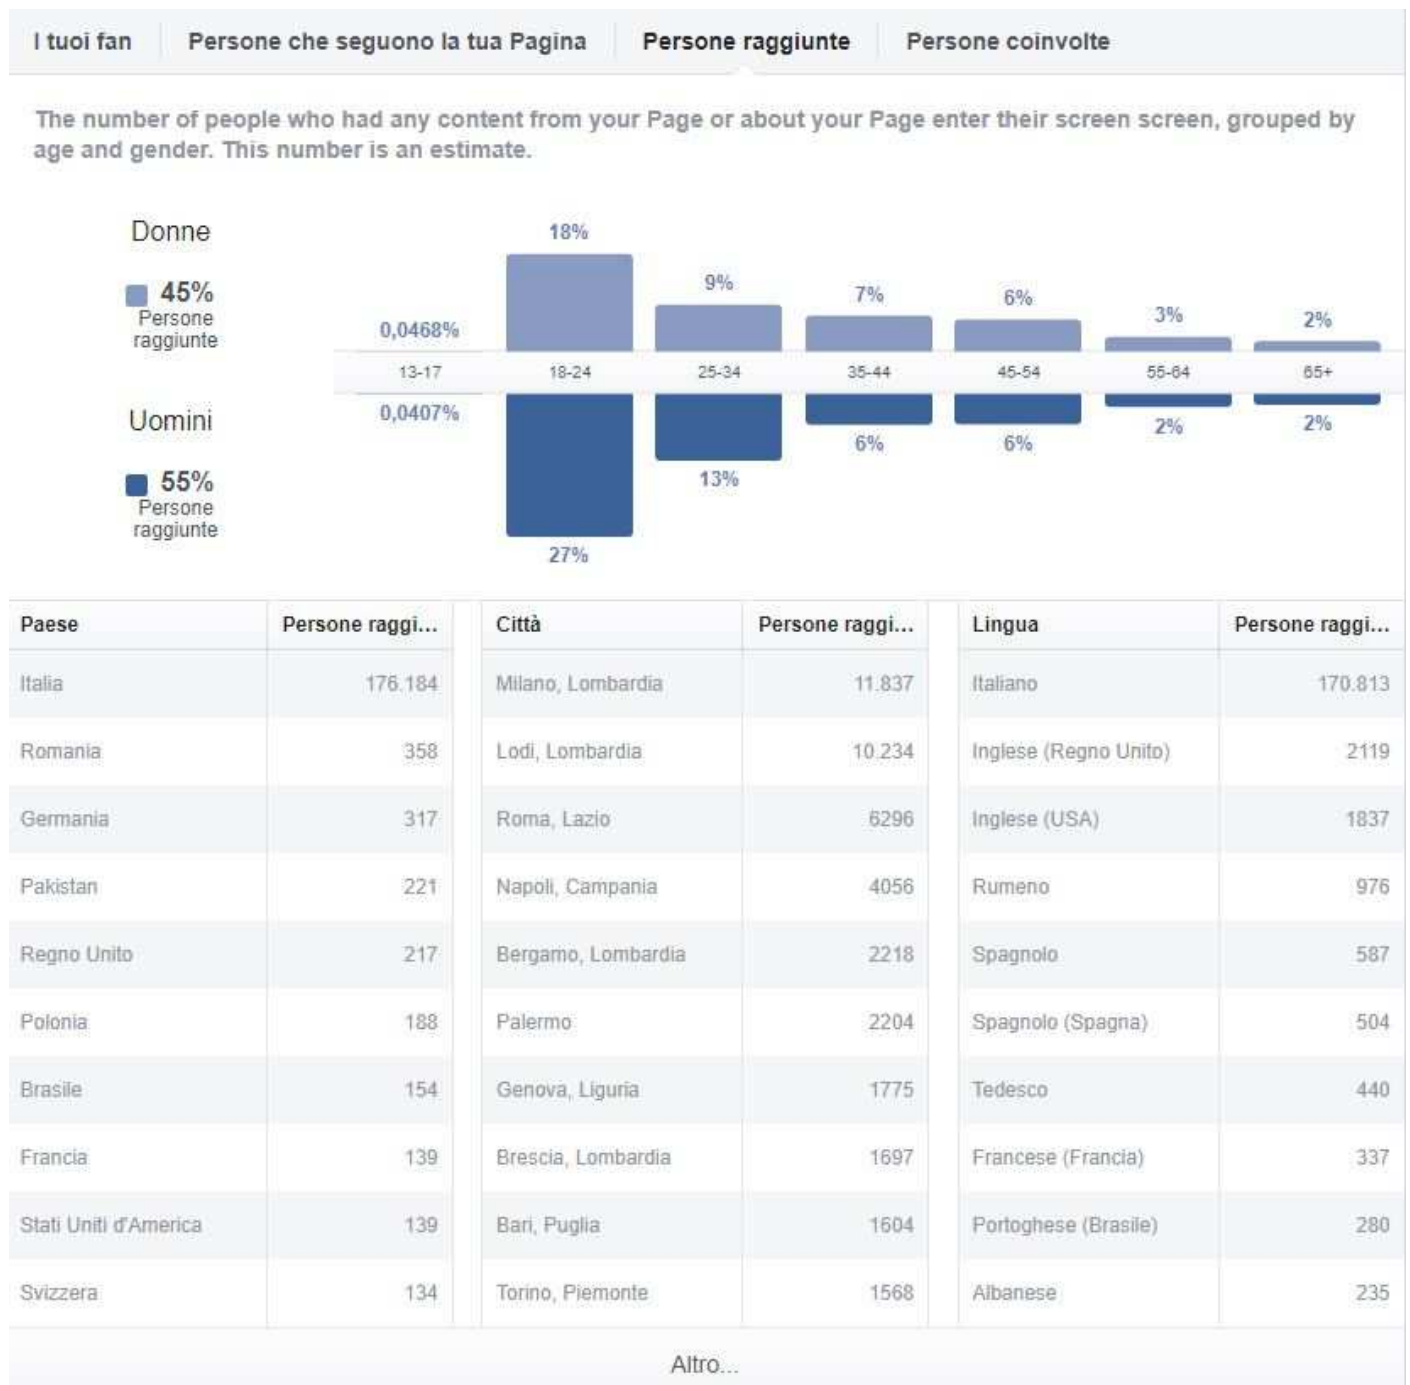 I tuoi fan Persone che seguono la tua Pagina Persone raggiunte Persone coinvolte
The number of people who had any content from your Page or about your Page enter their screen screen, grouped by
age and gender. This number is an estimate.
Donne
45%
Persone
raggiunte
0,0468% 18% 9% 7% 6% 3% 2%
13-17 18-24 25-34 35-44 45-54 55-64 65+
0,0407% 27% 13% 6% 6% 2% 2%
Uomini
55%
Persone
raggiunte
Paese Persone raggi... Città Persone raggi... Lingua Persone raggi...
Italia 176.184 Milano, Lombardia 11.837 Italiano 170.813
Romania 358 Lodi, Lombardia 10.234 Inglese (Regno Unito) 2119
Germania 317 Roma, Lazio 6296 Inglese (USA) 1837
Pakistan 221 Napoli, Campania 4056 Rumeno 976
Regno Unito 217 Bergamo, Lombardia 2218 Spagnolo 587
Polonia 188 Palermo 2204 Spagnolo (Spagna) 504
Brasile 154 Genova, Liguria 1775 Tedesco 440
Francia 139 Brescia, Lombardia 1697 Francese (Francia) 337
Stati Uniti d'America 139 Bari, Puglia 1604 Portoghese (Brasile) 280
Svizzera 134 Torino, Piemonte 1568 Albanese 235
Altro...